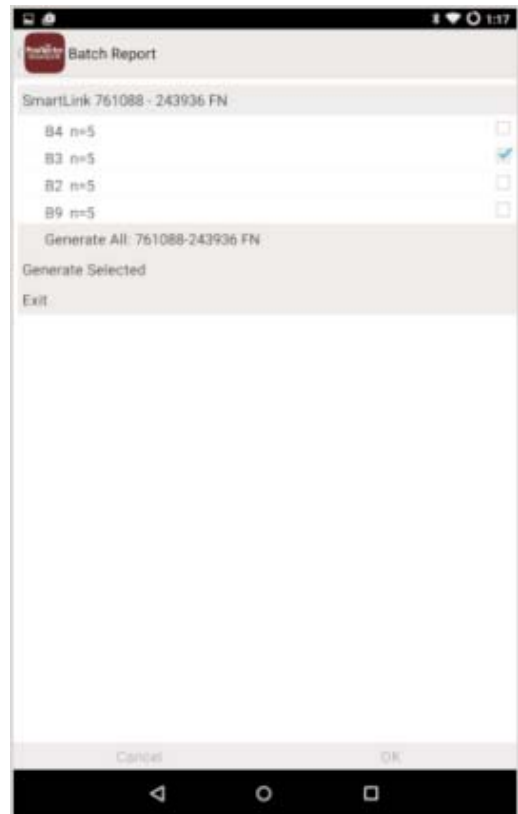 1:17
Batch Report
SmartLink 761088 - 243936 FN
B4 n=5
B3 n=5
B2 n=5
B9 n=5
Generate All: 761088-243936 FN
Generate Selected
Exit
Cancel OK